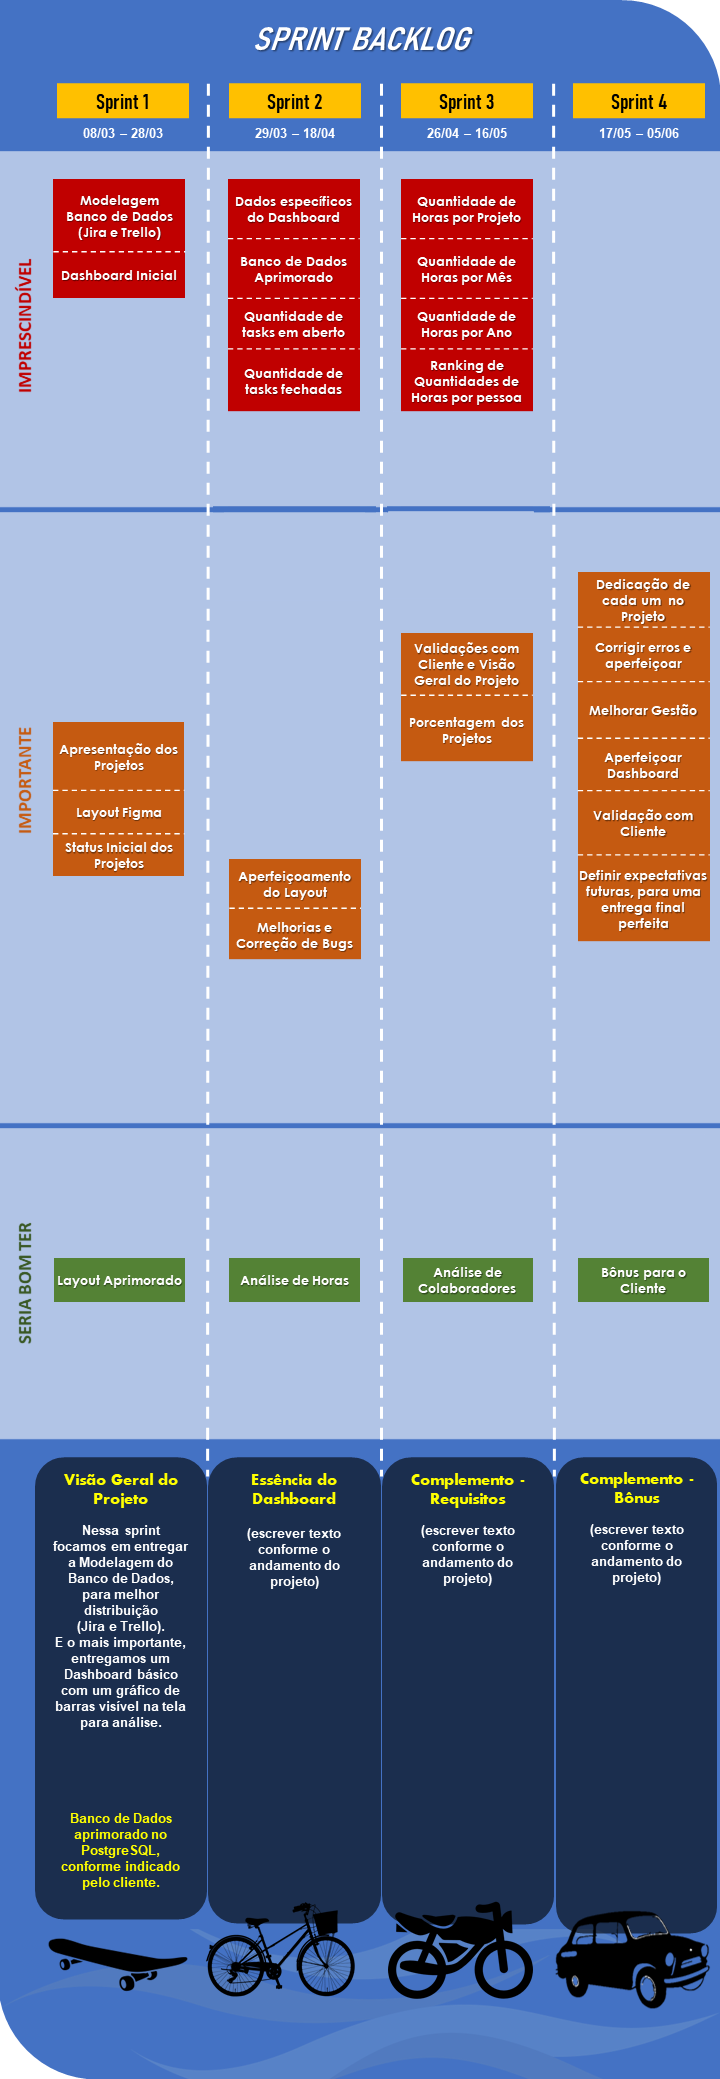 SPRINT BACKLOG
Sprint 1
08/03 – 28/03
Sprint 2
29/03 – 18/04
Sprint 3
26/04 – 16/05
Sprint 4
17/05 – 05/06
IMPRESCINDÍVEL
Modelagem
Banco de Dados
(Jira e Trello)
Dashboard Inicial
Dados específicos
do Dashboard
Banco de Dados
Aprimorado
Quantidade de
tasks em aberto
Quantidade de
tasks fechadas
Quantidade de
Horas por Projeto
Quantidade de
Horas por Mês
Quantidade de
Horas por Ano
Ranking de
Quantidades de
Horas por pessoa
IMPORTANTE
Apresentação dos
Projetos
Layout Figma
Status Inicial dos
Projetos
Aperfeiçoamento
do Layout
Melhorias e
Correção de Bugs
Validações com
Cliente e Visão
Geral do Projeto
Porcentagem dos
Projetos
Dedicação de
cada um no
Projeto
Corrigir erros e
aperfeiçoar
Melhorar Gestão
Aperfeiçoar
Dashboard
Validação com
Cliente
Definir expectativas
futuras, para uma
entrega final
perfeita
SERIA BOM TER
Layout Aprimorado
Análise de Horas
Análise de
Colaboradores
Bônus para o
Cliente
Visão Geral do
Projeto
Nessa sprint
focamos em entregar
a Modelagem do
Banco de Dados,
para melhor
distribuição
(Jira e Trello).
E o mais importante,
entregamos um
Dashboard básico
com um gráfico de
barras visível na tela
para análise.
Banco de Dados
aprimorado no
PostgreSQL,
conforme indicado
pelo cliente.
Essência do
Dashboard
(escrever texto
conforme o
andamento do
projeto)
Complemento -
Requisitos
(escrever texto
conforme o
andamento do
projeto)
Complemento -
Bônus
(escrever texto
conforme o
andamento do
projeto)